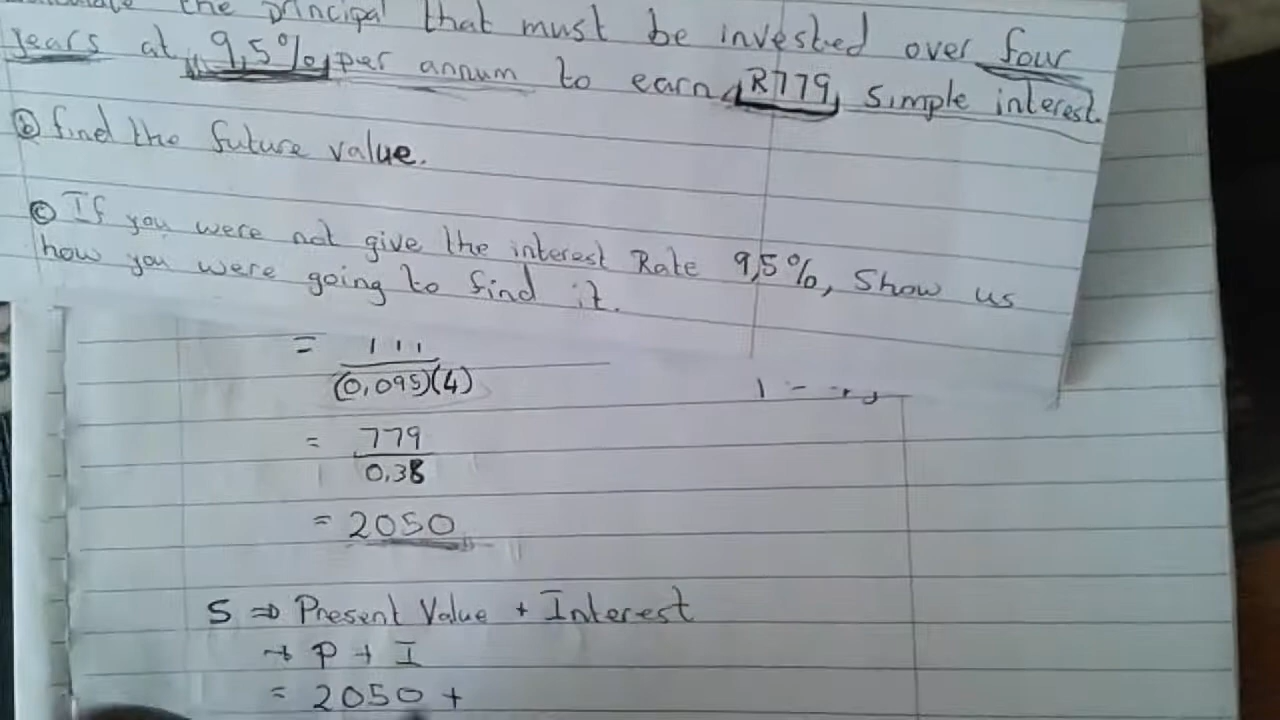 the principal that must be invested over four
years at 9,5% per annum to earn R779 simple interest.
b find the future value.
c If you were not give the interest Rate 9,5%, Show us
how you were going to find it.
=
(0,095)(4)
= 779
0,38
= 2050
S ⇒ Present Value + Interest
→ P + I
= 2050 +